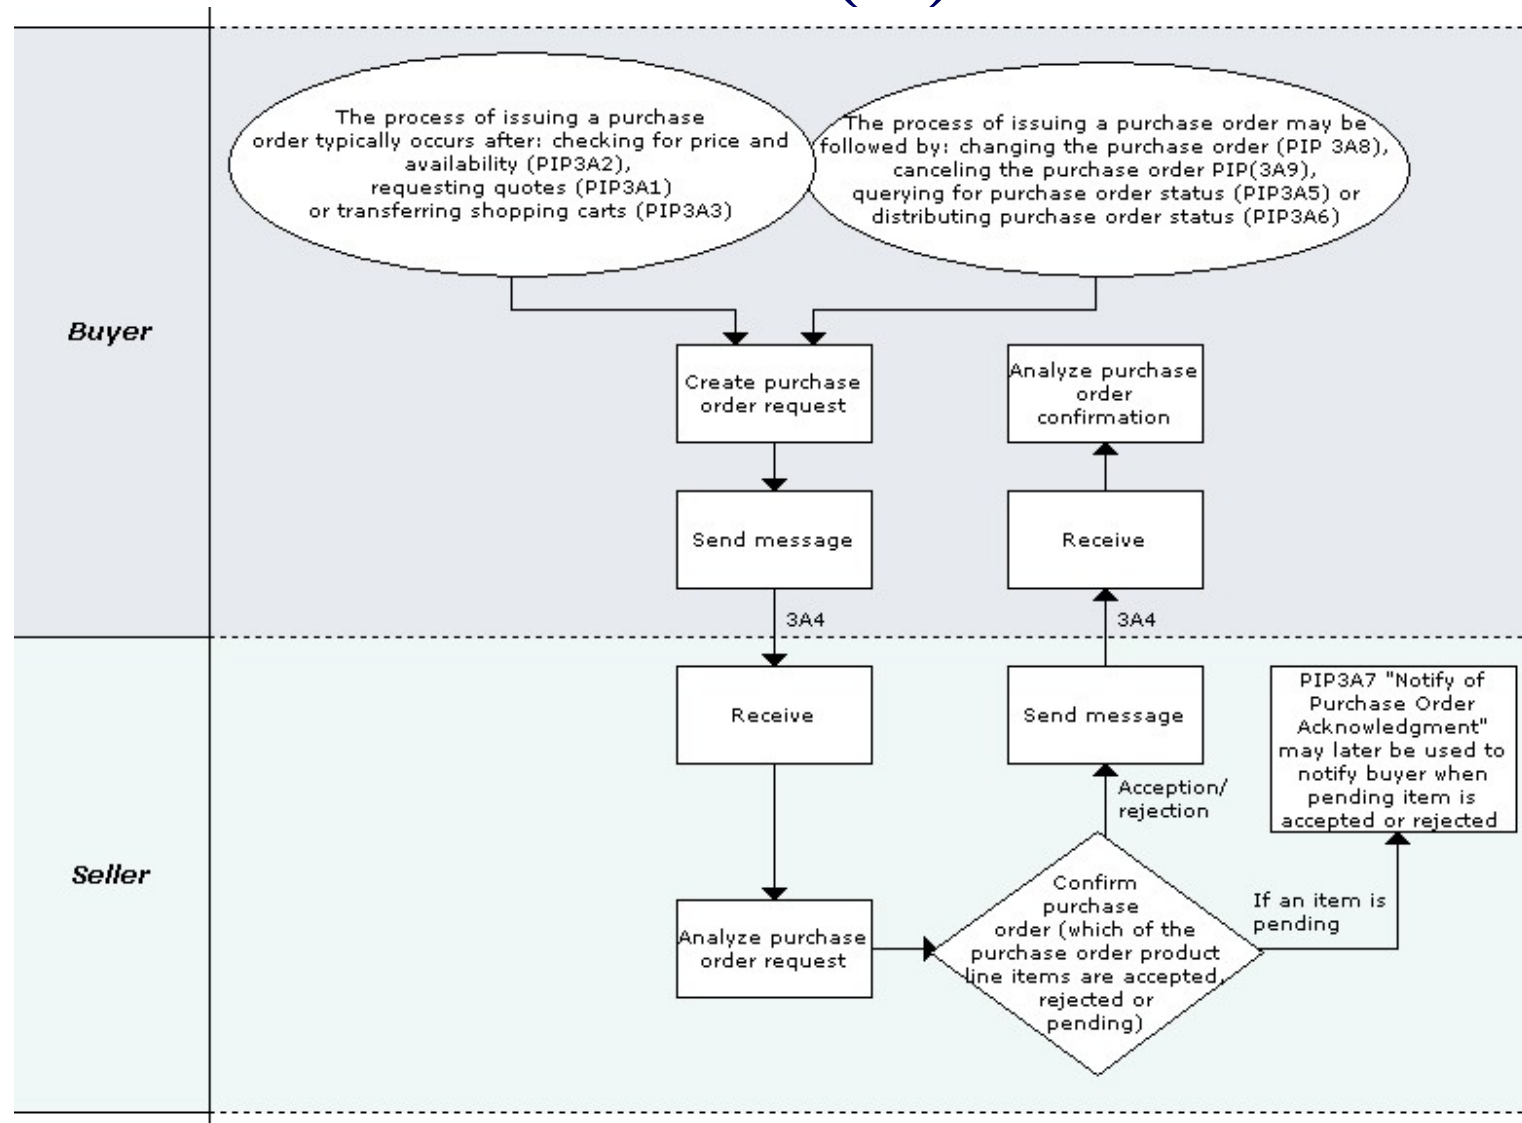 The process of issuing a purchase
order typically occurs after: checking for price and
availability (PIP3A2),
requesting quotes (PIP3A1)
or transferring shopping carts (PIP3A3)
The process of issuing a purchase order may be
followed by: changing the purchase order (PIP 3A8),
canceling the purchase order PIP(3A9),
querying for purchase order status (PIP3A5) or
distributing purchase order status (PIP3A6)
Buyer
Create purchase
order request
Analyze purchase
order
confirmation
Send message
Receive
3A4
3A4
Receive
Send message
PIP3A7 "Notify of
Purchase Order
Acknowledgment"
may later be used to
notify buyer when
pending item is
accepted or rejected
Acception/
rejection
Seller
Analyze purchase
order request
Confirm
purchase
order (which of the
purchase order product
line items are accepted,
rejected or
pending)
If an item is
pending